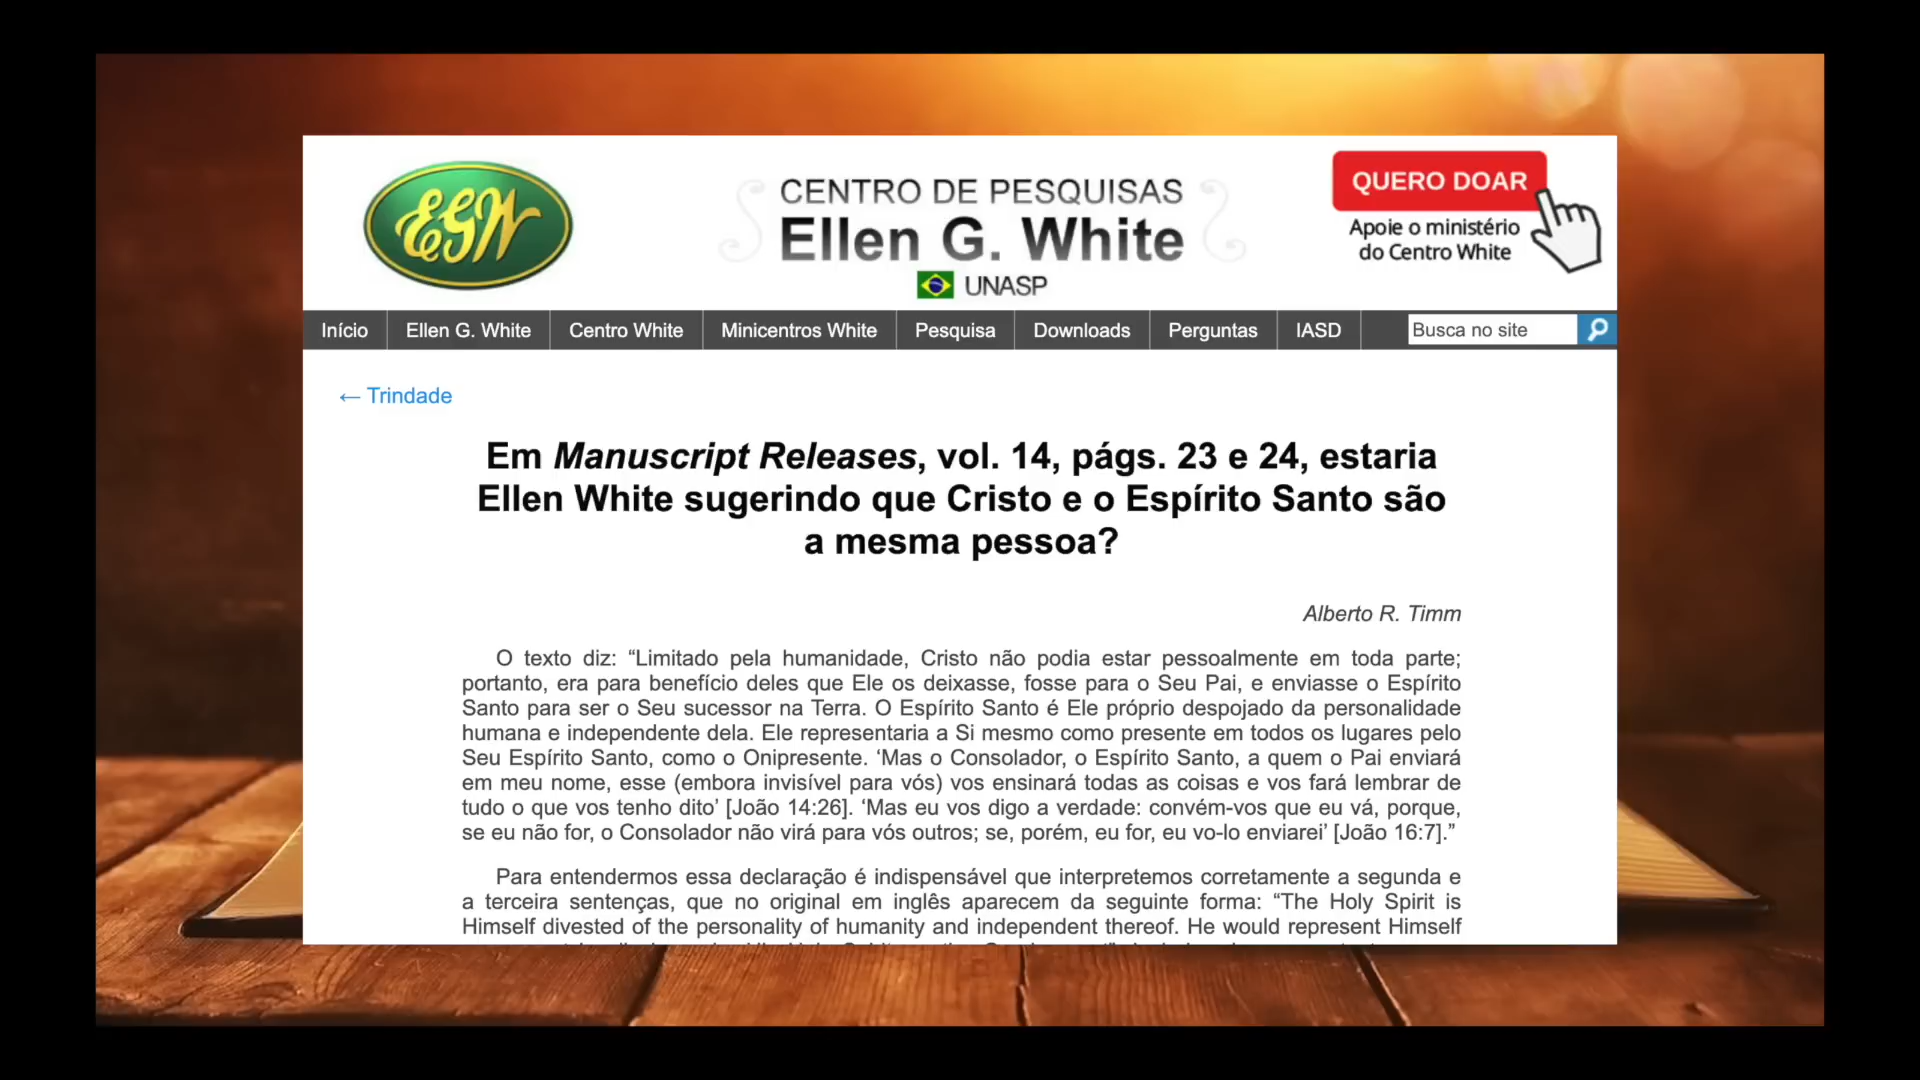 EGW
CENTRO DE PESQUISAS
Ellen G. White
UNASP
QUERO DOAR
Apoie o ministério
do Centro White
Início Ellen G. White Centro White Minicentros White Pesquisa Downloads Perguntas IASD Busca no site
← Trindade
Em Manuscript Releases, vol. 14, págs. 23 e 24, estaria
Ellen White sugerindo que Cristo e o Espírito Santo são
a mesma pessoa?
Alberto R. Timm
O texto diz: “Limitado pela humanidade, Cristo não podia estar pessoalmente em toda parte;
portanto, era para benefício deles que Ele os deixasse, fosse para o Seu Pai, e enviasse o Espírito
Santo para ser o Seu sucessor na Terra. O Espírito Santo é Ele próprio despojado da personalidade
humana e independente dela. Ele representaria a Si mesmo como presente em todos os lugares pelo
Seu Espírito Santo, como o Onipresente. ‘Mas o Consolador, o Espírito Santo, a quem o Pai enviará
em meu nome, esse (embora invisível para vós) vos ensinará todas as coisas e vos fará lembrar de
tudo o que vos tenho dito’ [João 14:26]. ‘Mas eu vos digo a verdade: convém-vos que eu vá, porque,
se eu não for, o Consolador não virá para vós outros; se, porém, eu for, eu vo-lo enviarei’ [João 16:7].”
Para entendermos essa declaração é indispensável que interpretemos corretamente a segunda e
a terceira sentenças, que no original em inglês aparecem da seguinte forma: “The Holy Spirit is
Himself divested of the personality of humanity and independent thereof. He would represent Himself